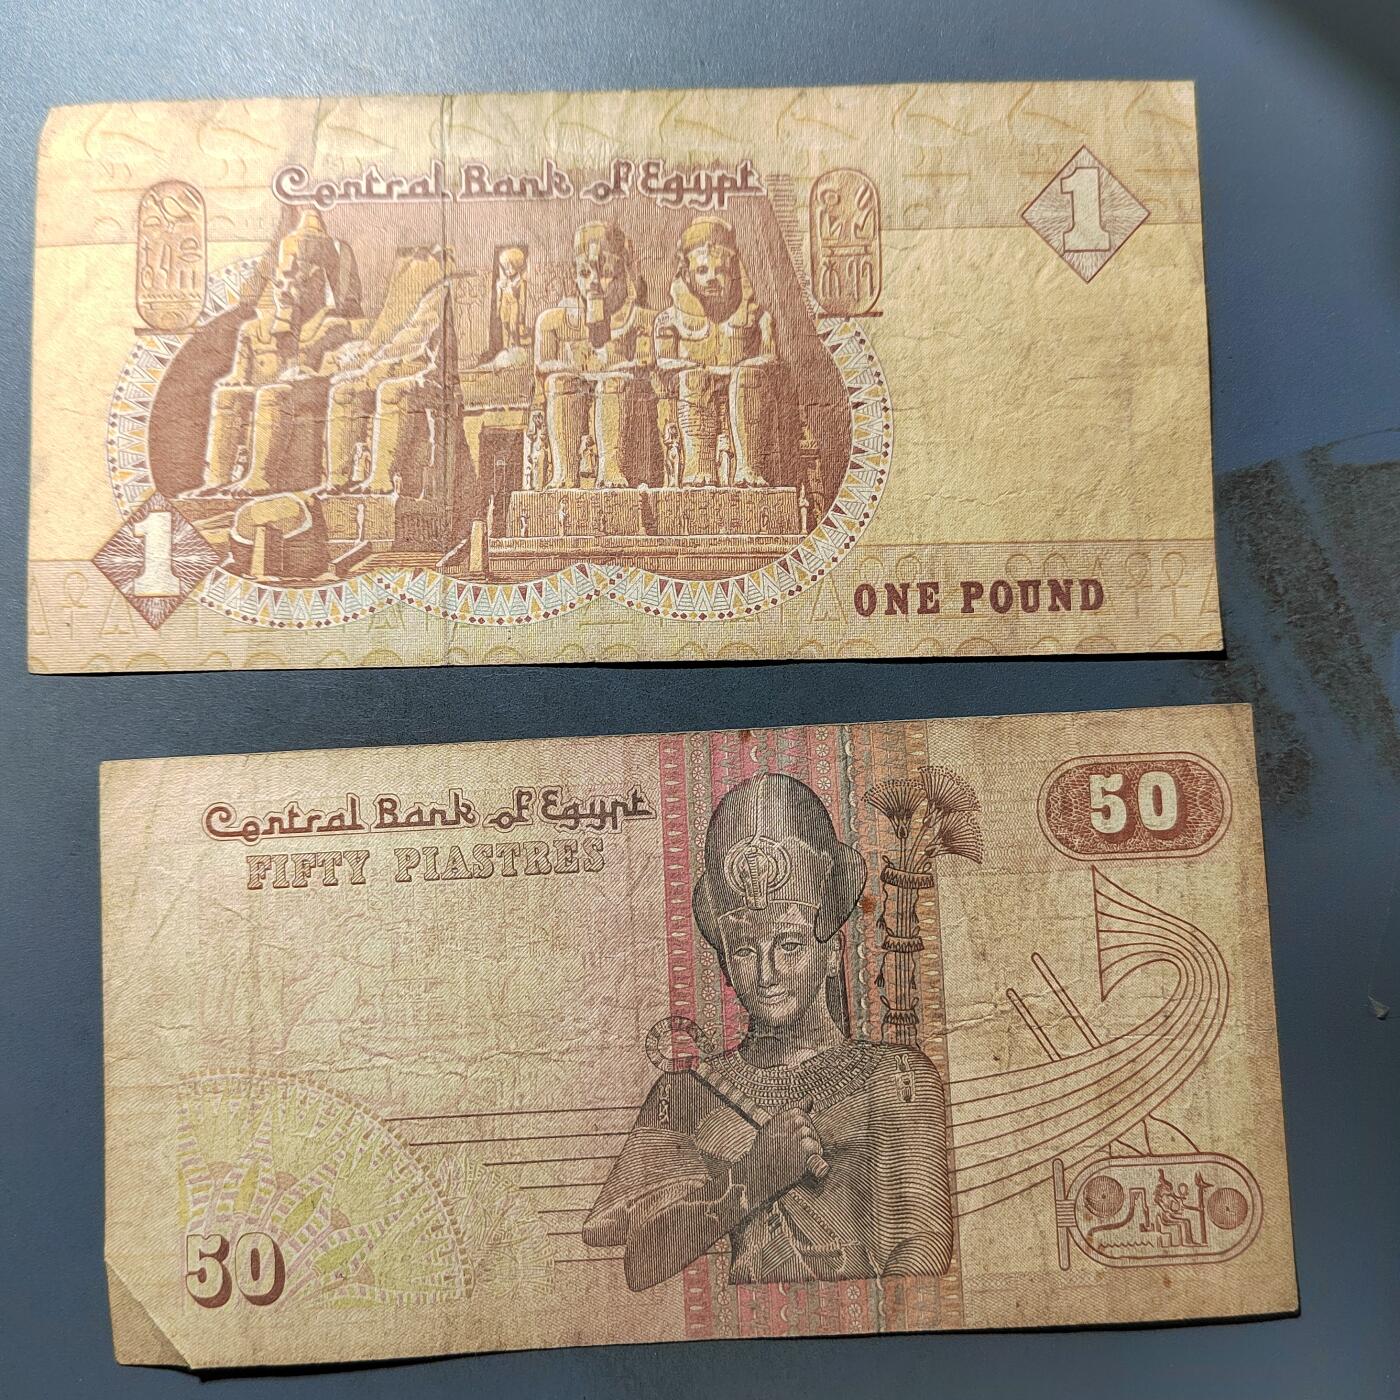 Central Bank of Egypt
1
1
ONE POUND
Central Bank of Egypt
FIFTY PIASTRES
50
50